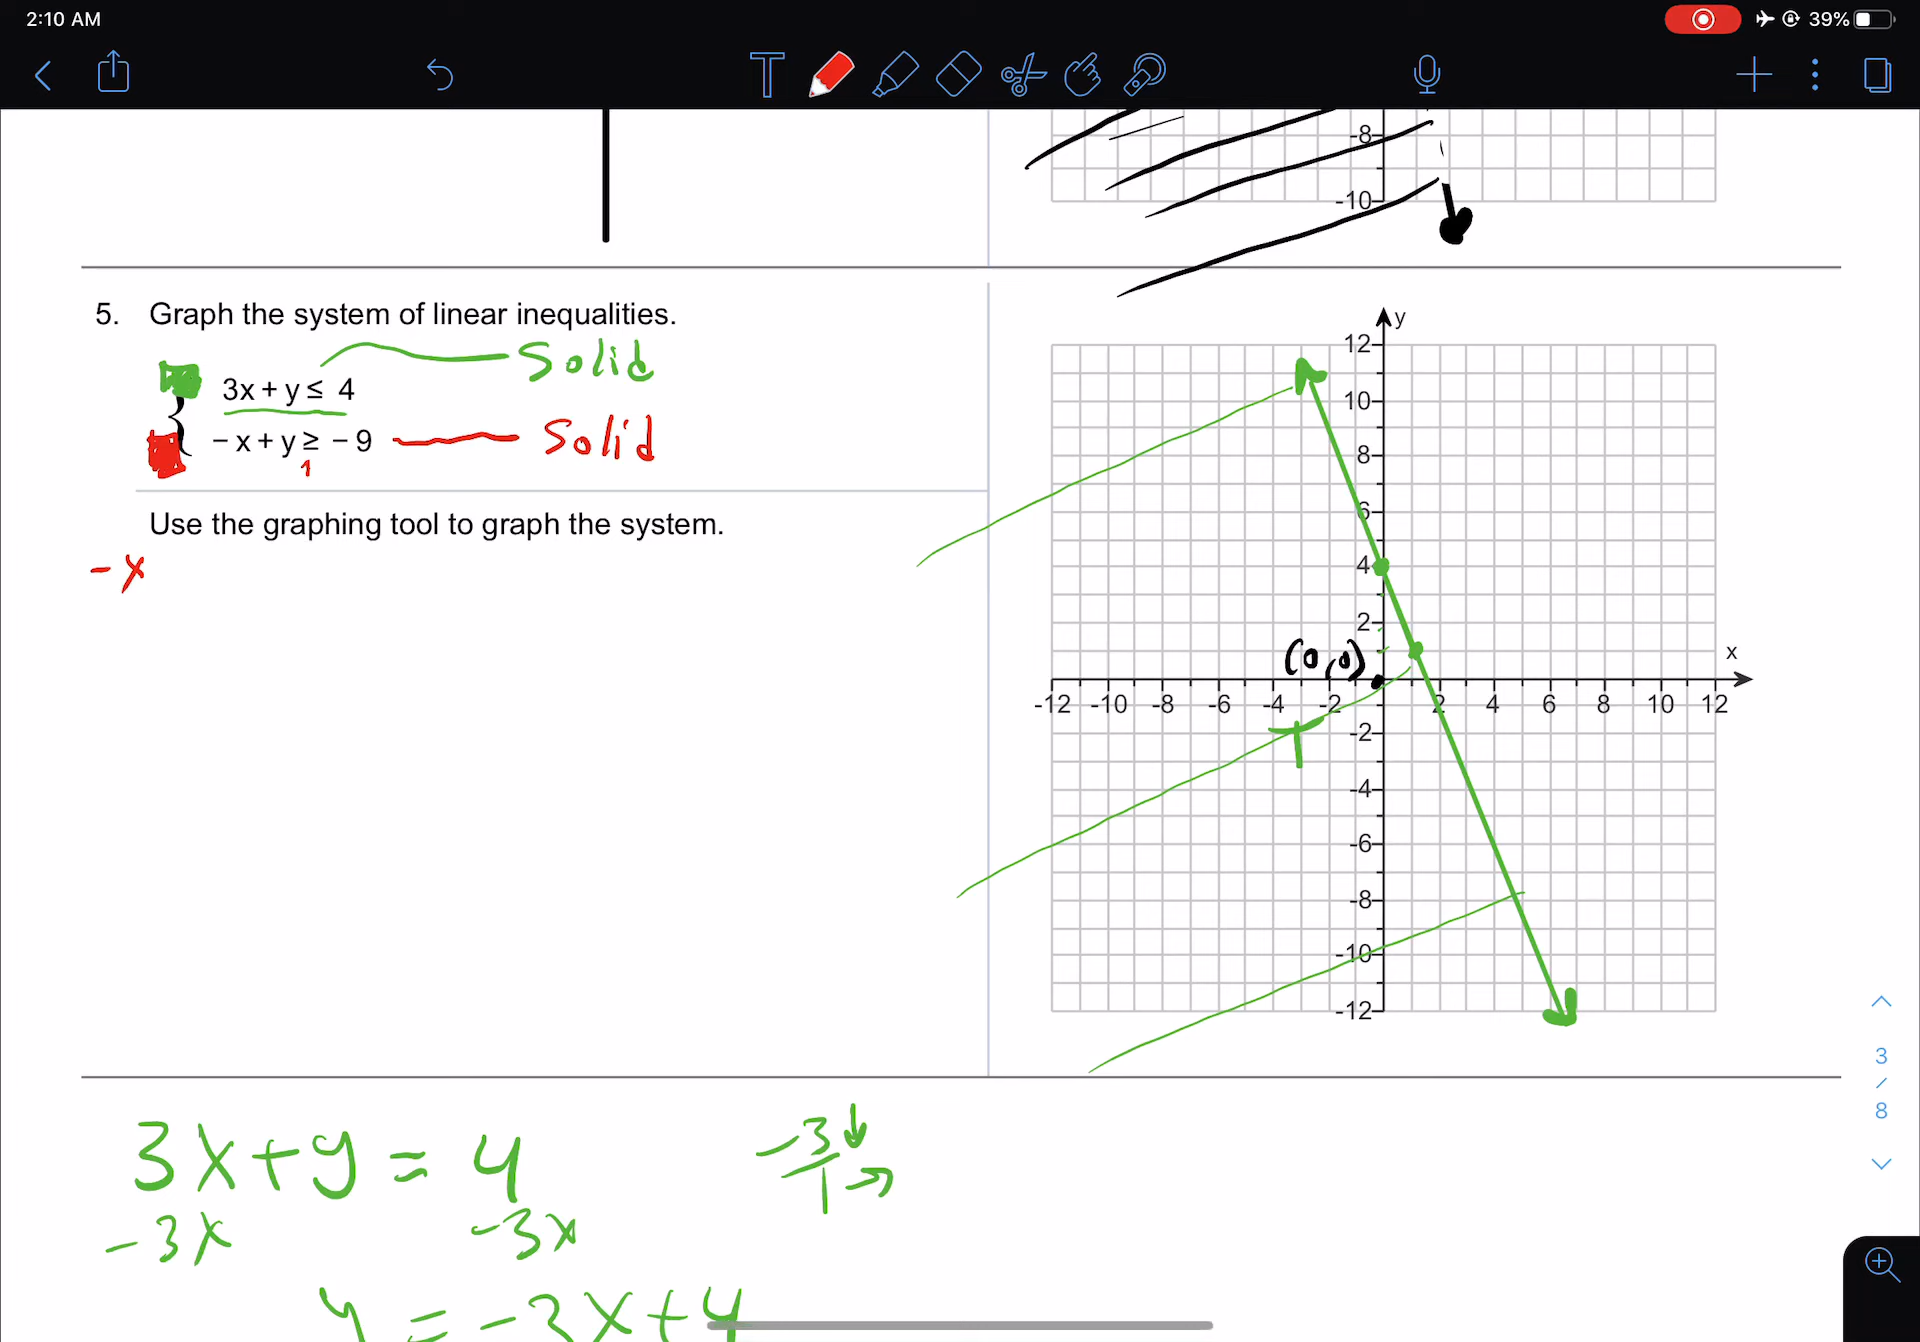 2:10 AM
39%
-8
-10
5. Graph the system of linear inequalities.
Solid
3x + y ≤ 4
- x + y ≥ - 9
Solid
1
Use the graphing tool to graph the system.
-x
y
12
10
8
6
4
2
(0,0)
x
-12 -10 -8 -6 -4 -2 2 4 6 8 10 12
T
-2
-4
-6
-8
-10
-12
3
/
8
3x+y = 4
-3x -3x
-3↓
1→
y = -3x+4